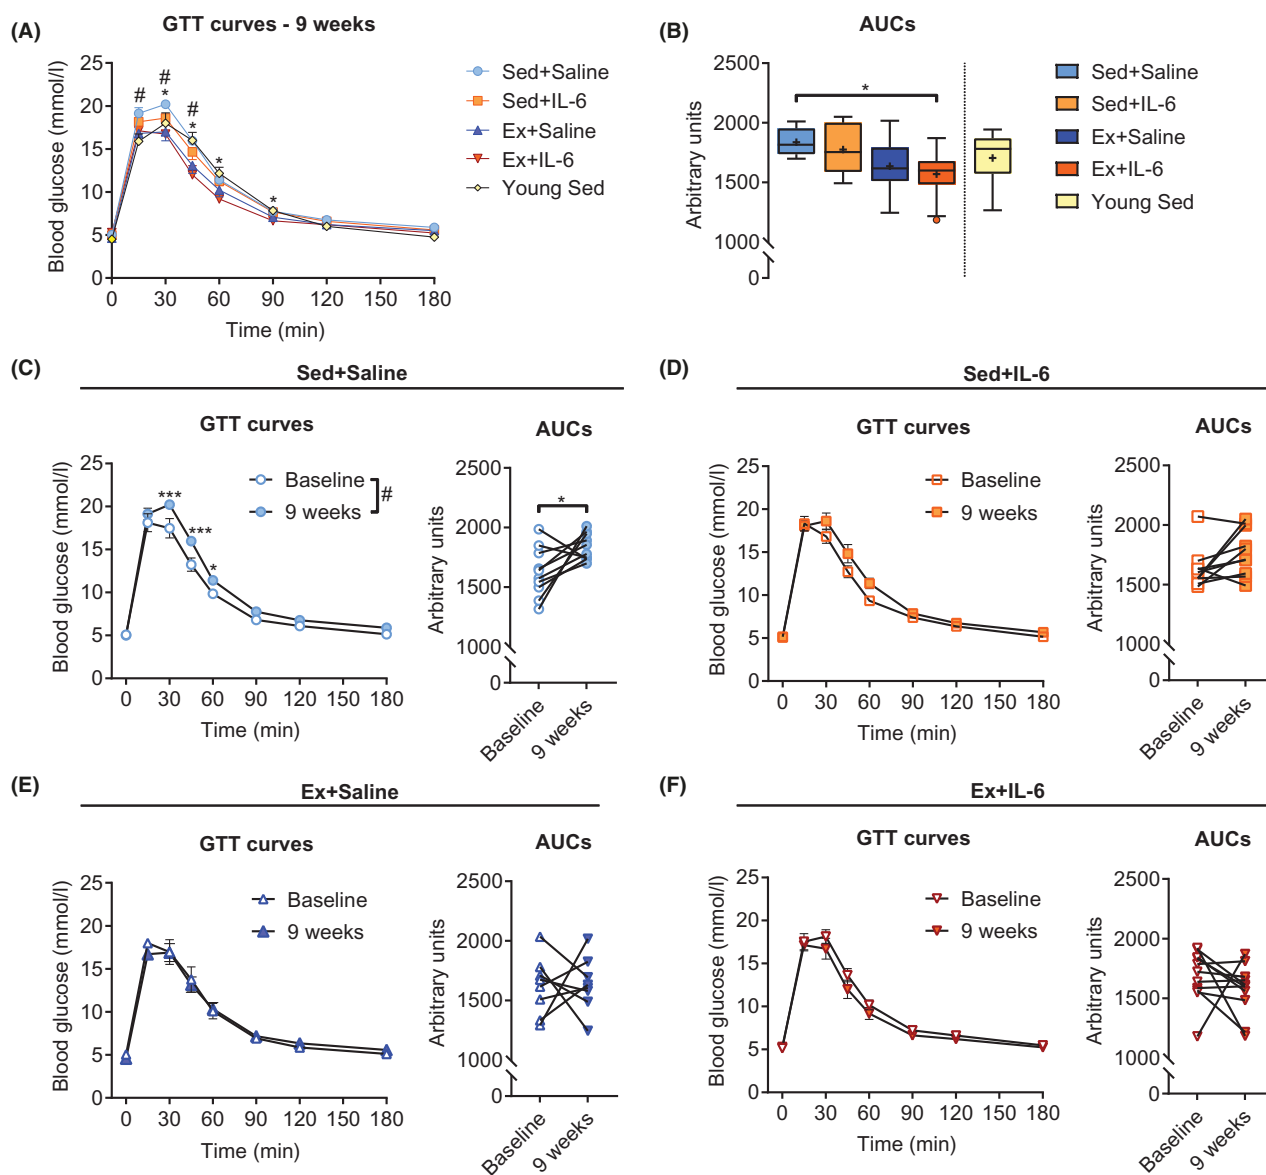 (A)
GTT curves - 9 weeks
Blood glucose (mmol/l)
25
20
15
10
5
0
# # #
* * * *
0 15 30 45 60 75 90 105 120 135 150 165 180
Time (min)
Sed+Saline
Sed+IL-6
Ex+Saline
Ex+IL-6
Young Sed
(B)
AUCs
Arbitrary units
2500
2000
1500
1000
0
*
Sed+Saline
Sed+IL-6
Ex+Saline
Ex+IL-6
Young Sed
(C)
Sed+Saline
GTT curves
Blood glucose (mmol/l)
25
20
15
10
5
0
***
***
*
Baseline
9 weeks
#
0 30 60 90 120 150 180
Time (min)
AUCs
Arbitrary units
2500
2000
1500
1000
0
*
Baseline
9 weeks
(D)
Sed+IL-6
GTT curves
Blood glucose (mmol/l)
25
20
15
10
5
0
Baseline
9 weeks
0 30 60 90 120 150 180
Time (min)
AUCs
Arbitrary units
2500
2000
1500
1000
0
Baseline
9 weeks
(E)
Ex+Saline
GTT curves
Blood glucose (mmol/l)
25
20
15
10
5
0
Baseline
9 weeks
0 30 60 90 120 150 180
Time (min)
AUCs
Arbitrary units
2500
2000
1500
1000
0
Baseline
9 weeks
(F)
Ex+IL-6
GTT curves
Blood glucose (mmol/l)
25
20
15
10
5
0
Baseline
9 weeks
0 30 60 90 120 150 180
Time (min)
AUCs
Arbitrary units
2500
2000
1500
1000
0
Baseline
9 weeks